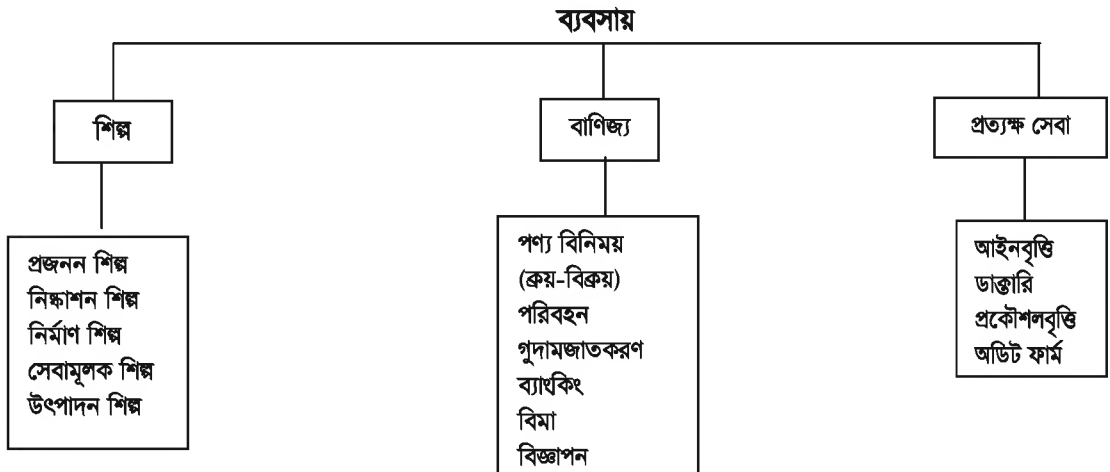 ব্যবসায়
শিল্প
বাণিজ্য
প্রত্যক্ষ সেবা
প্রজনন শিল্প
নিষ্কাশন শিল্প
নির্মাণ শিল্প
সেবামূলক শিল্প
উৎপাদন শিল্প
পণ্য বিনিময়
(ক্রয়-বিক্রয়)
পরিবহন
গুদামজাতকরণ
ব্যাংকিং
বিমা
বিজ্ঞাপন
আইনবৃত্তি
ডাক্তারি
প্রকৌশলবৃত্তি
অডিট ফার্ম